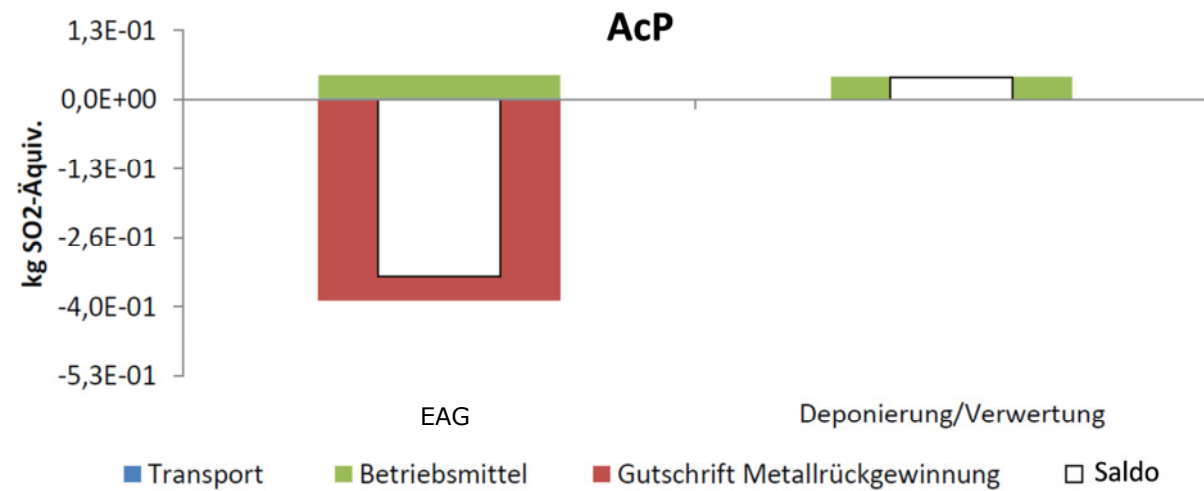 AcP
kg SO2-Äquiv.
1,3E-01
0,0E+00
-1,3E-01
-2,6E-01
-4,0E-01
-5,3E-01
EAG
Deponierung/Verwertung
Transport
Betriebsmittel
Gutschrift Metallrückgewinnung
Saldo